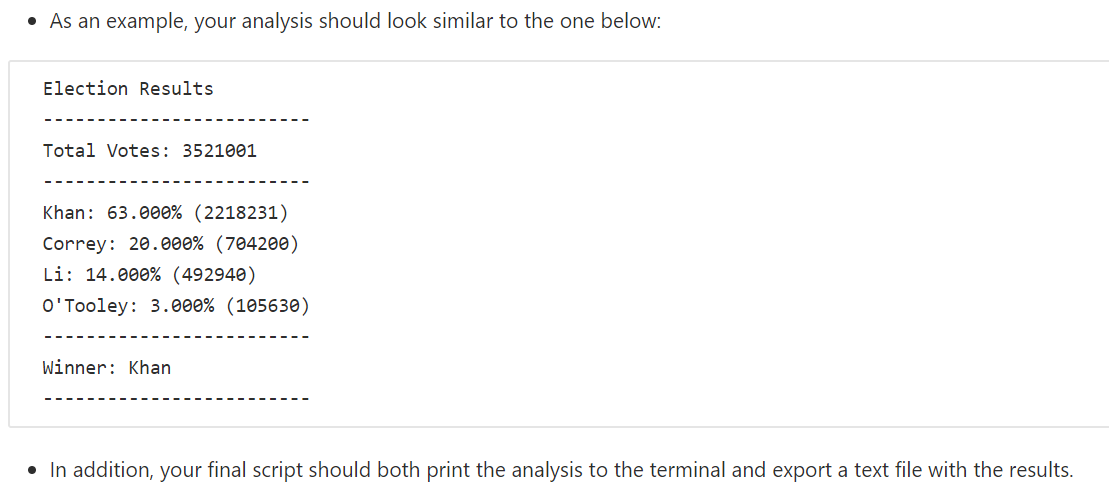 • As an example, your analysis should look similar to the one below:
Election Results
-------------------------
Total Votes: 3521001
-------------------------
Khan: 63.000% (2218231)
Correy: 20.000% (704200)
Li: 14.000% (492940)
O'Tooley: 3.000% (105630)
-------------------------
Winner: Khan
-------------------------
• In addition, your final script should both print the analysis to the terminal and export a text file with the results.